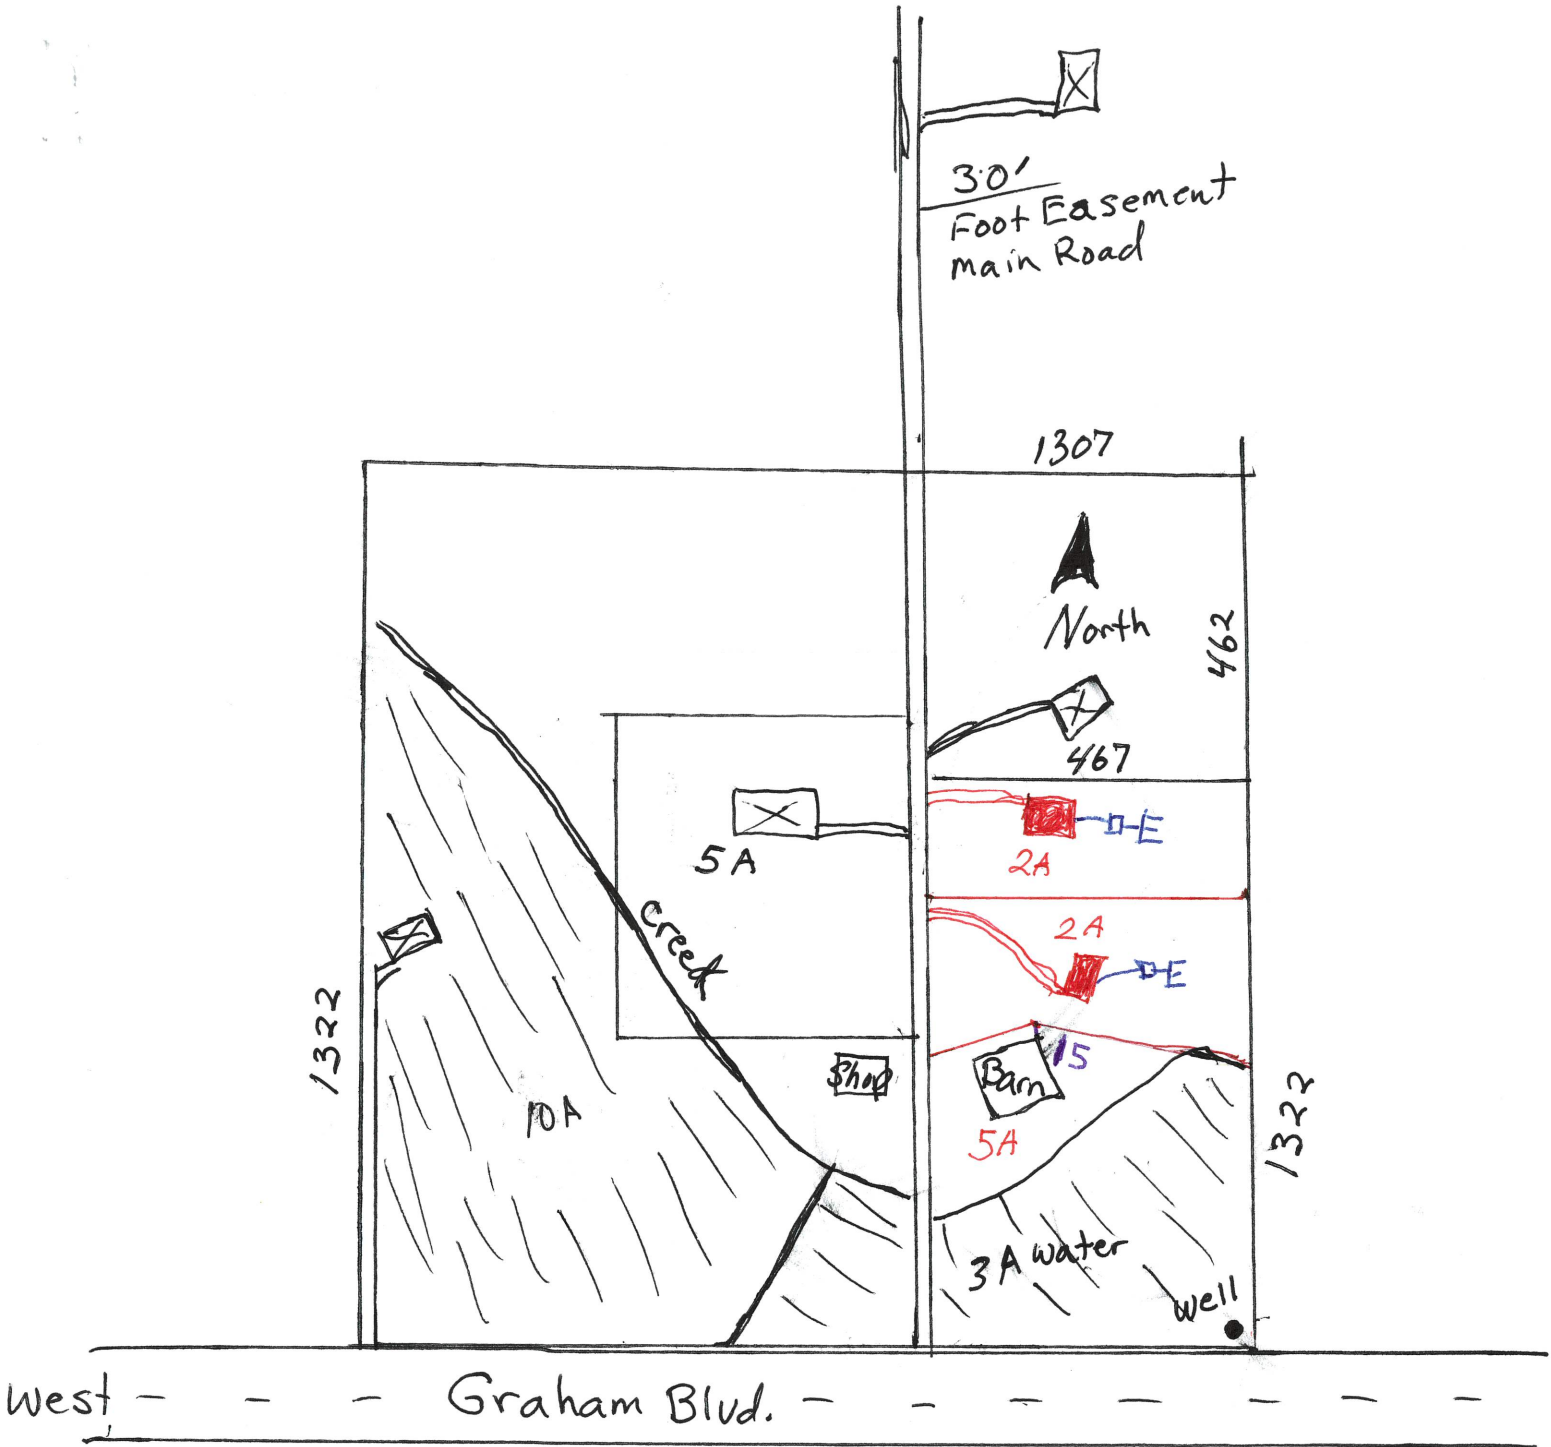 30'
Foot Easement
main Road
1307
North
462
467
E
2A
5A
2A
Creek
E
15
Shop
Barn
1322
10A
5A
1322
3A water
well
West
Graham Blvd.